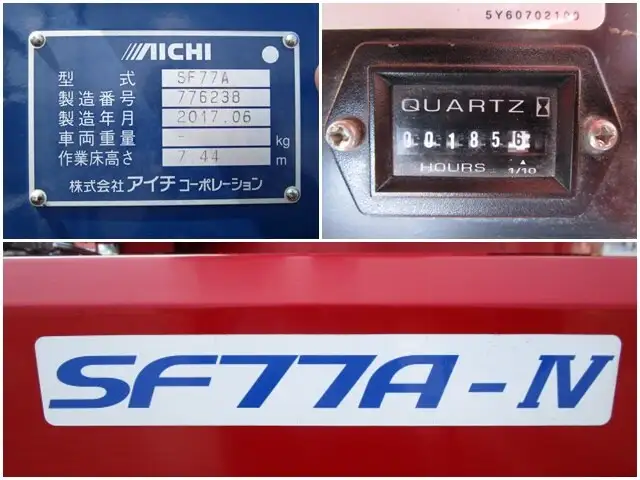 AICHI
型 式 SF77A
製造番号 776238
製造年月 2017.06
車両重量 - kg
作業床高さ 7.44 m
株式会社 アイチ コーポレーション
5Y60702100
QUARTZ
001856
HOURS 1/10
SF77A-IV